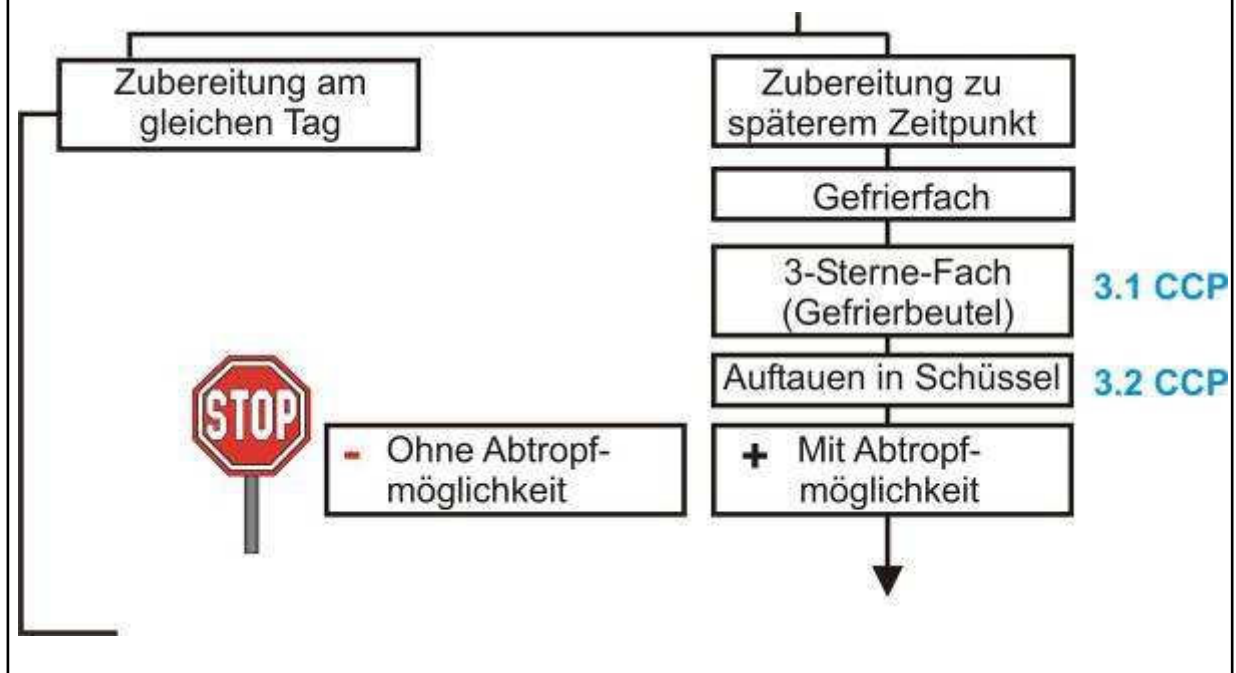 Zubereitung am
gleichen Tag
Zubereitung zu
späterem Zeitpunkt
Gefrierfach
3-Sterne-Fach
(Gefrierbeutel)
3.1 CCP
Auftauen in Schüssel
3.2 CCP
STOP
- Ohne Abtropf-
möglichkeit
+ Mit Abtropf-
möglichkeit